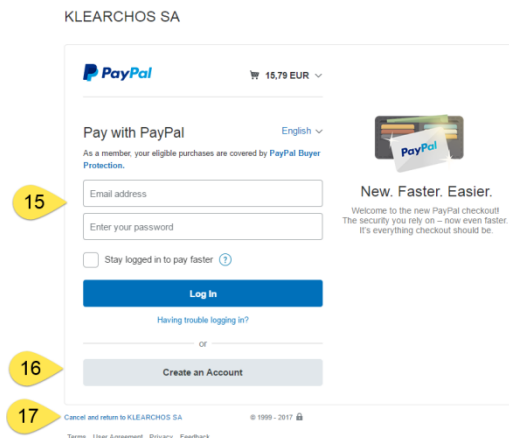 KLEARCHOS SA
PayPal
15,79 EUR
Pay with PayPal
English
As a member, your eligible purchases are covered by PayPal Buyer
Protection.
15
Email address
Enter your password
Stay logged in to pay faster ?
Log In
Having trouble logging in?
or
16
Create an Account
17
Cancel and return to KLEARCHOS SA
© 1999 - 2017
Terms User Agreement Privacy Feedback
PayPal
New. Faster. Easier.
Welcome to the new PayPal checkout!
The security you rely on – now even faster.
It's everything checkout should be.